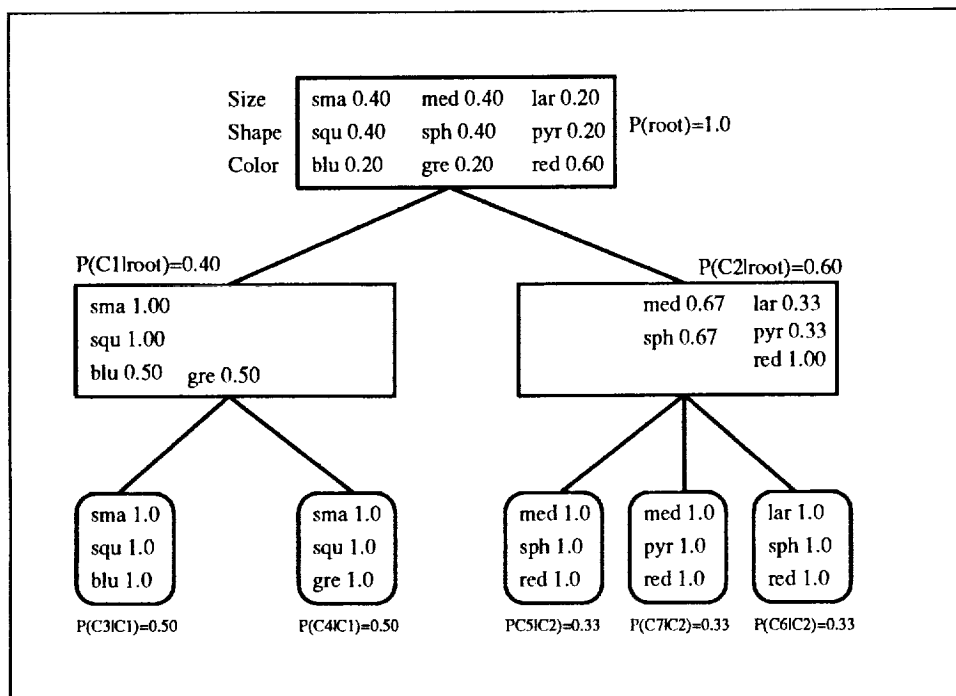 Size sma 0.40 med 0.40 lar 0.20
Shape squ 0.40 sph 0.40 pyr 0.20 P(root)=1.0
Color blu 0.20 gre 0.20 red 0.60
P(C1|root)=0.40 P(C2|root)=0.60
sma 1.00
squ 1.00
blu 0.50 gre 0.50
med 0.67 lar 0.33
sph 0.67 pyr 0.33
red 1.00
sma 1.0
squ 1.0
blu 1.0
P(C3|C1)=0.50
sma 1.0
squ 1.0
gre 1.0
P(C4|C1)=0.50
med 1.0
sph 1.0
red 1.0
PC5|C2)=0.33
med 1.0
pyr 1.0
red 1.0
P(C7|C2)=0.33
lar 1.0
sph 1.0
red 1.0
P(C6|C2)=0.33